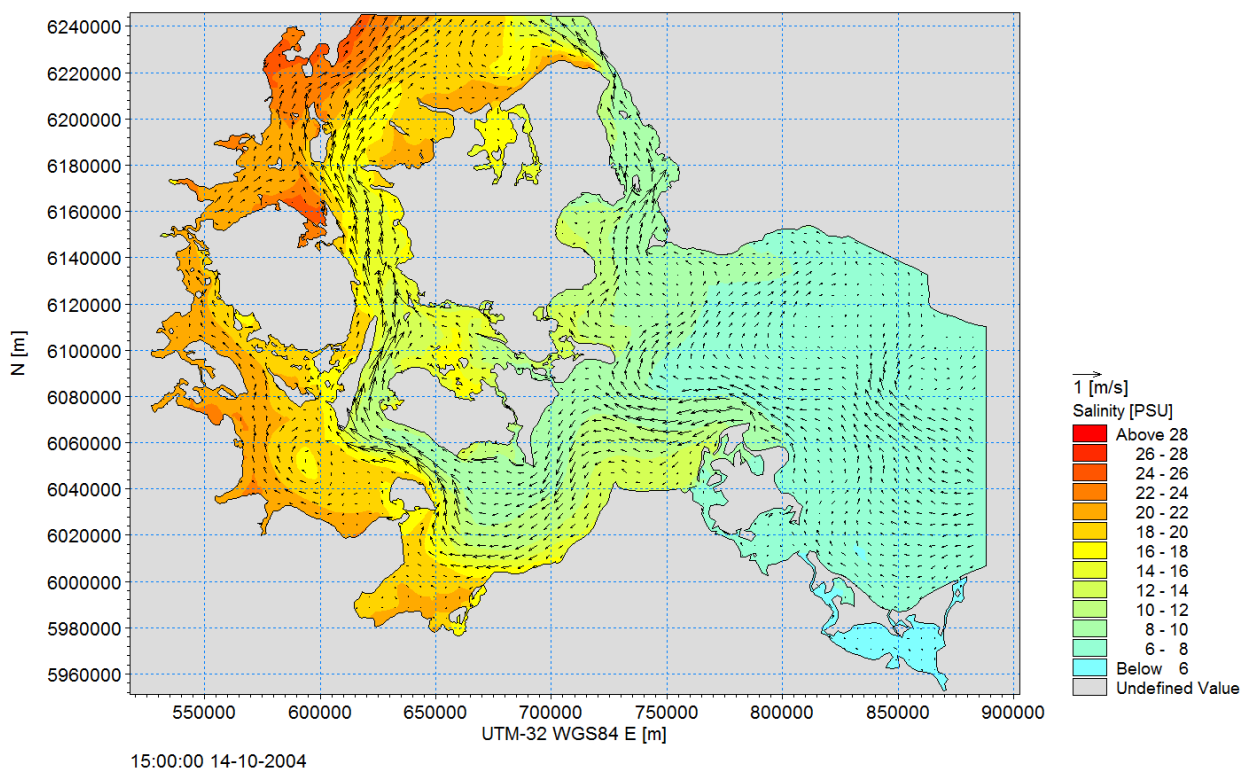 6240000
6220000
6200000
6180000
6160000
6140000
6120000
6100000
6080000
6060000
6040000
6020000
6000000
5980000
5960000
N [m]
550000 600000 650000 700000 750000 800000 850000 900000
UTM-32 WGS84 E [m]
15:00:00 14-10-2004
1 [m/s]
Salinity [PSU]
Above 28
26 - 28
24 - 26
22 - 24
20 - 22
18 - 20
16 - 18
14 - 16
12 - 14
10 - 12
8 - 10
6 - 8
Below 6
Undefined Value